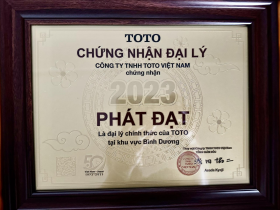 TOTO
CHỨNG NHẬN ĐẠI LÝ
CÔNG TY TNHH TOTO VIỆT NAM
chứng nhận
2023
PHÁT ĐẠT
Là đại lý chính thức của TOTO
tại khu vực Bình Dương